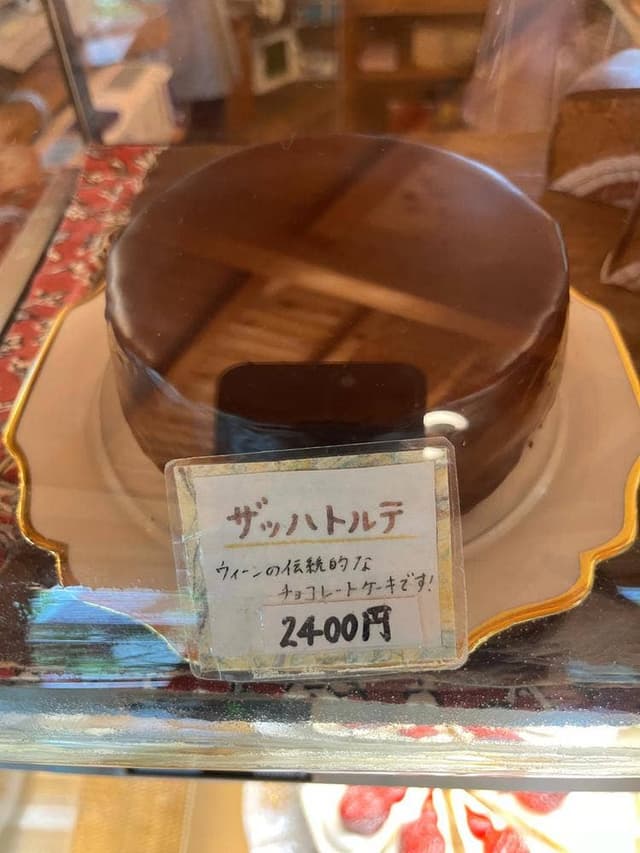 ザッハトルテ
ウィーンの伝統的な
チョコレートケーキです!
2400円